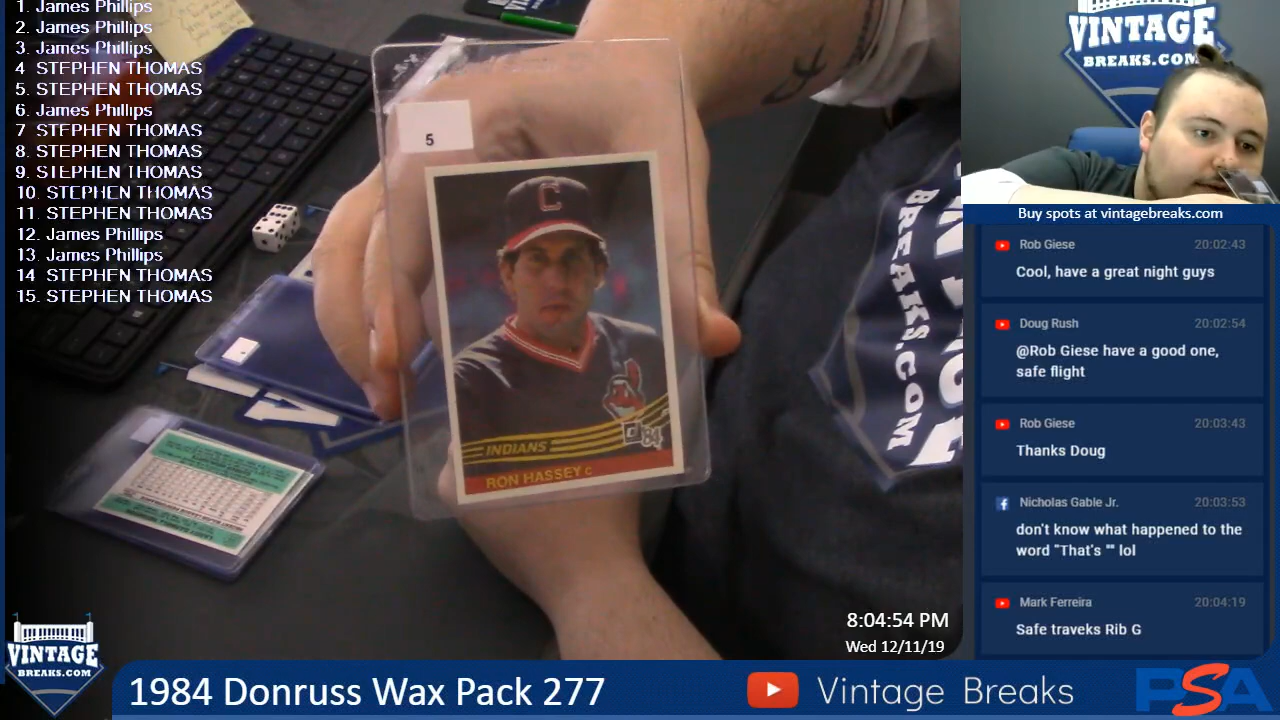 1. James Phillips
2. James Phillips
3. James Phillips
4 STEPHEN THOMAS
5. STEPHEN THOMAS
6. James Phillips
7 STEPHEN THOMAS
8. STEPHEN THOMAS
9. STEPHEN THOMAS
10. STEPHEN THOMAS
11. STEPHEN THOMAS
12. James Phillips
13. James Phillips
14 STEPHEN THOMAS
15. STEPHEN THOMAS
5
C
INDIANS
'84
RON HASSEY C
BREAKS.COM
VINTAGE
BREAKS.COM
Buy spots at vintagebreaks.com
Rob Giese 20:02:43
Cool, have a great night guys
Doug Rush 20:02:54
@Rob Giese have a good one,
safe flight
Rob Giese 20:03:43
Thanks Doug
Nicholas Gable Jr. 20:03:53
don't know what happened to the
word "That's "" lol
Mark Ferreira 20:04:19
Safe traveks Rib G
8:04:54 PM
Wed 12/11/19
VINTAGE
BREAKS.COM
1984 Donruss Wax Pack 277
Vintage Breaks
PSA